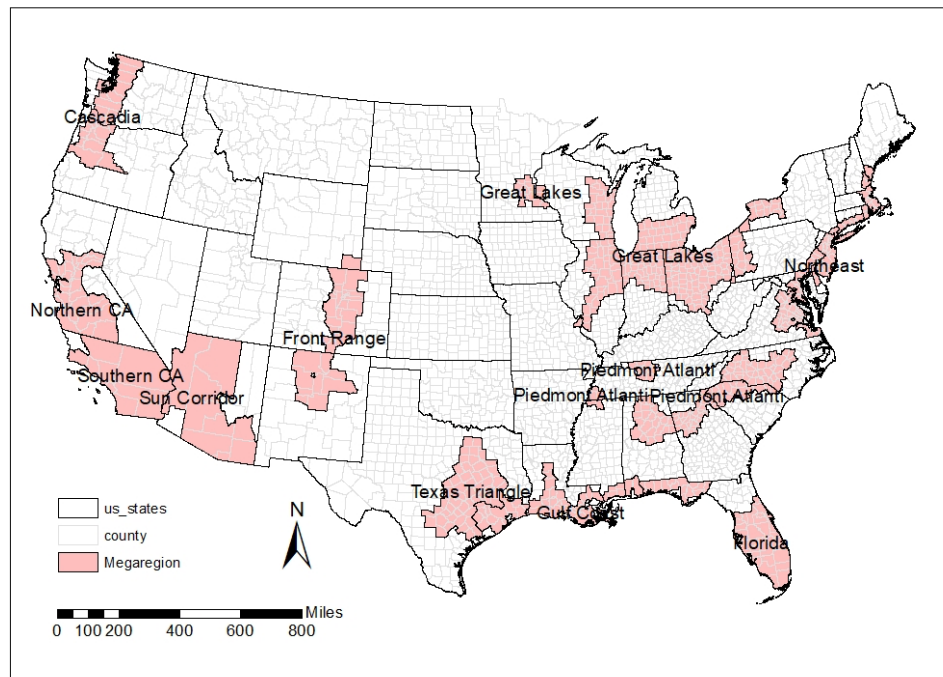 Cascadia
Great Lakes
Great Lakes
Northeast
Northern CA
Front Range
Southern CA
Sun Corridor
Piedmont Atlanti
Piedmont Atlanti
Piedmont Atlanti
Texas Triangle
Gulf Coast
Florida
us_states
county
Megaregion
N
Miles
0 100 200 400 600 800